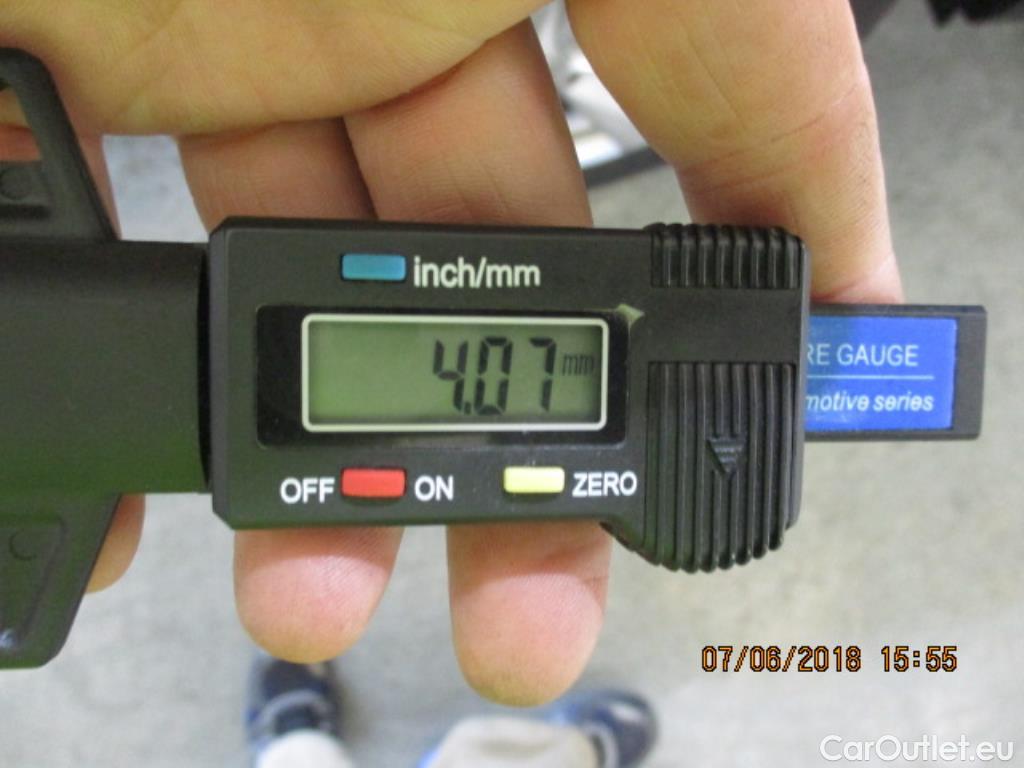 inch/mm
4.07 mm
RE GAUGE
motive series
OFF ON ZERO
07/06/2018 15:55
CarOutlet.eu